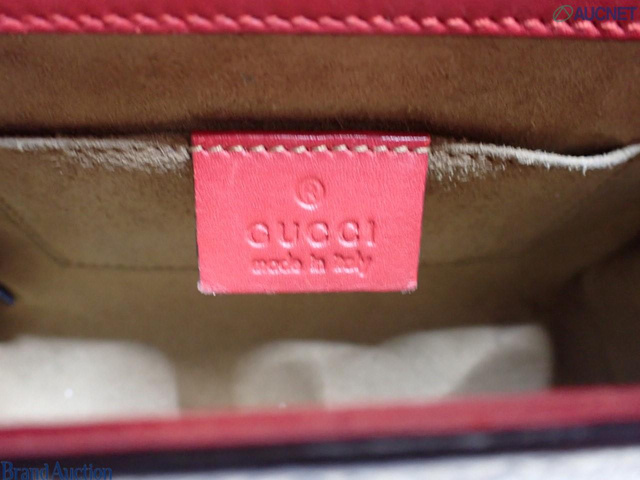 AUCNET
®
GUCCI
made in Italy
Brand Auction